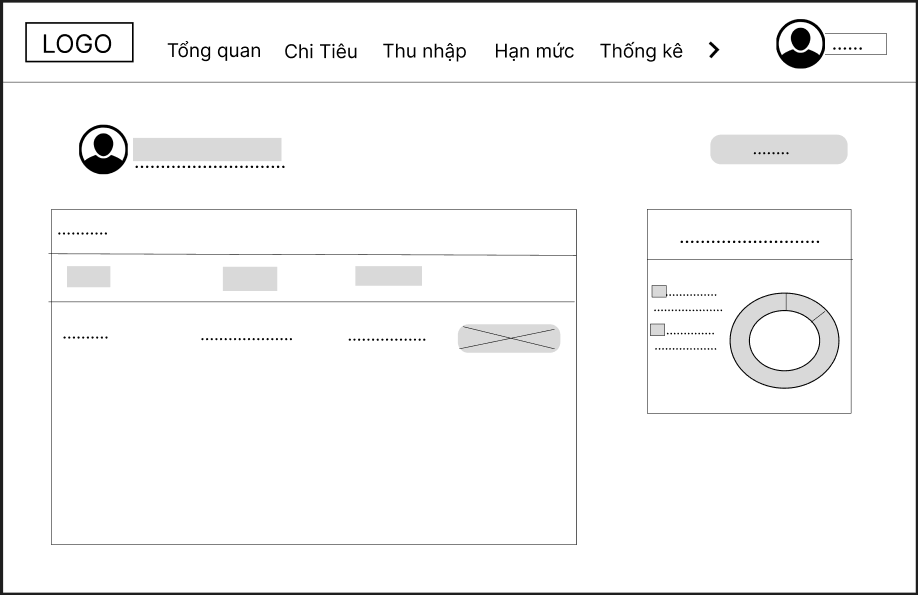 LOGO
Tổng quan Chi Tiêu Thu nhập Hạn mức Thống kê